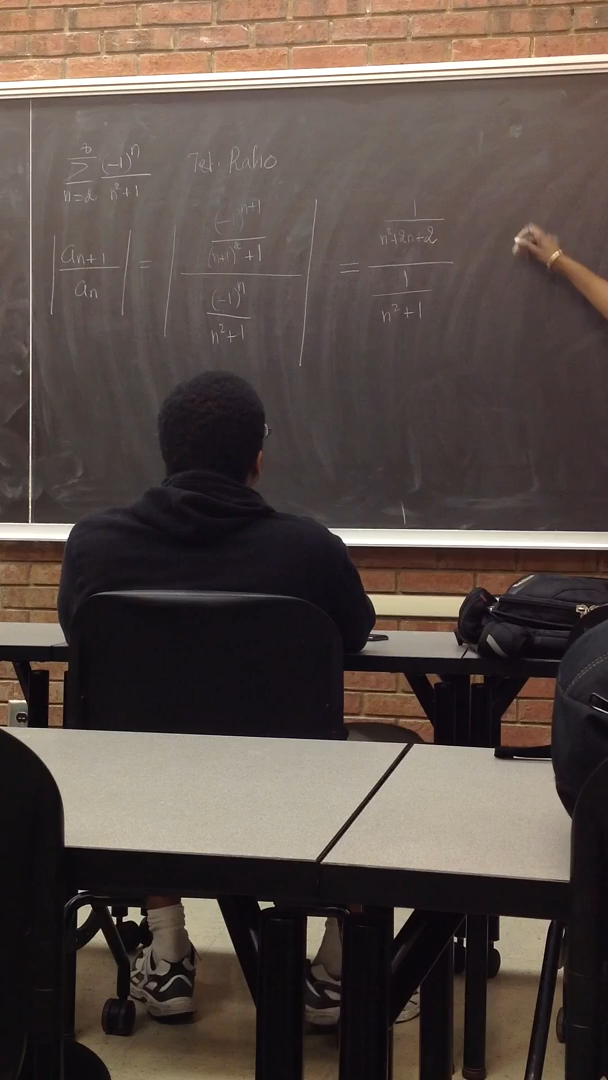 ∞∑n=2 (-1)^n/(n²+1) Test Ratio
|a_{n+1}/a_n| = |((-1)^{n+1}/((n+1)²+1))/((-1)^n/(n²+1))| = (1/(n²+2n+2))/(1/(n²+1))